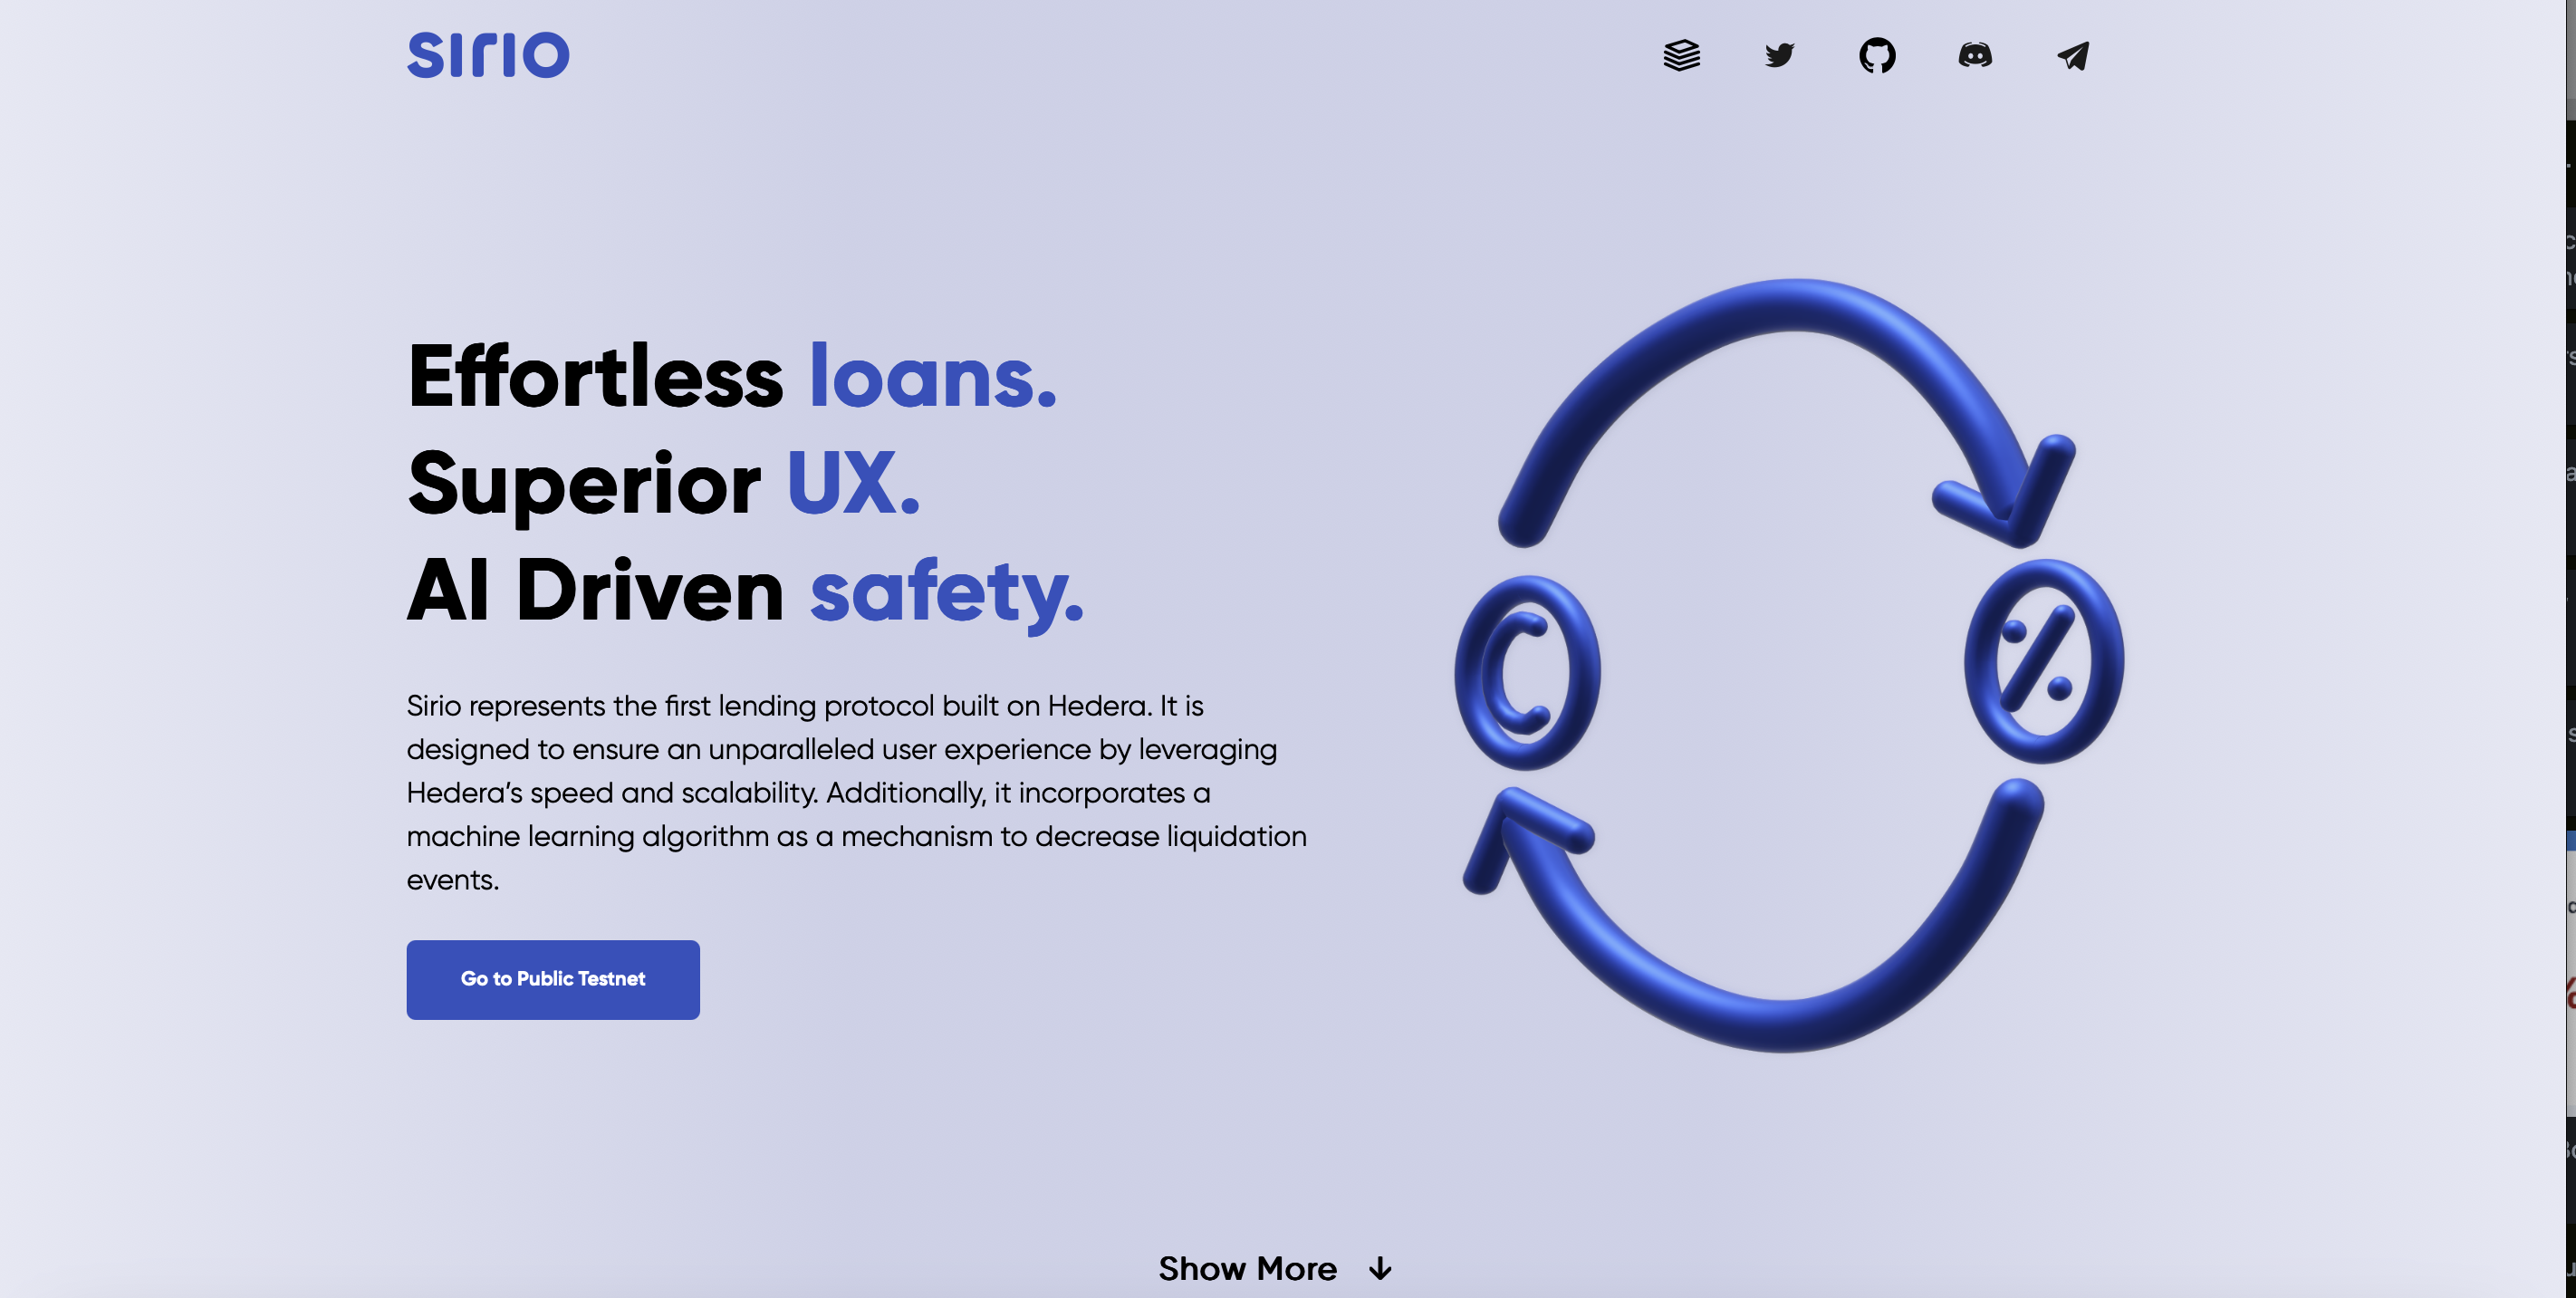 sirio
Effortless loans.
Superior UX.
AI Driven safety.
Sirio represents the first lending protocol built on Hedera. It is
designed to ensure an unparalleled user experience by leveraging
Hedera’s speed and scalability. Additionally, it incorporates a
machine learning algorithm as a mechanism to decrease liquidation
events.
Go to Public Testnet
C
%
Show More